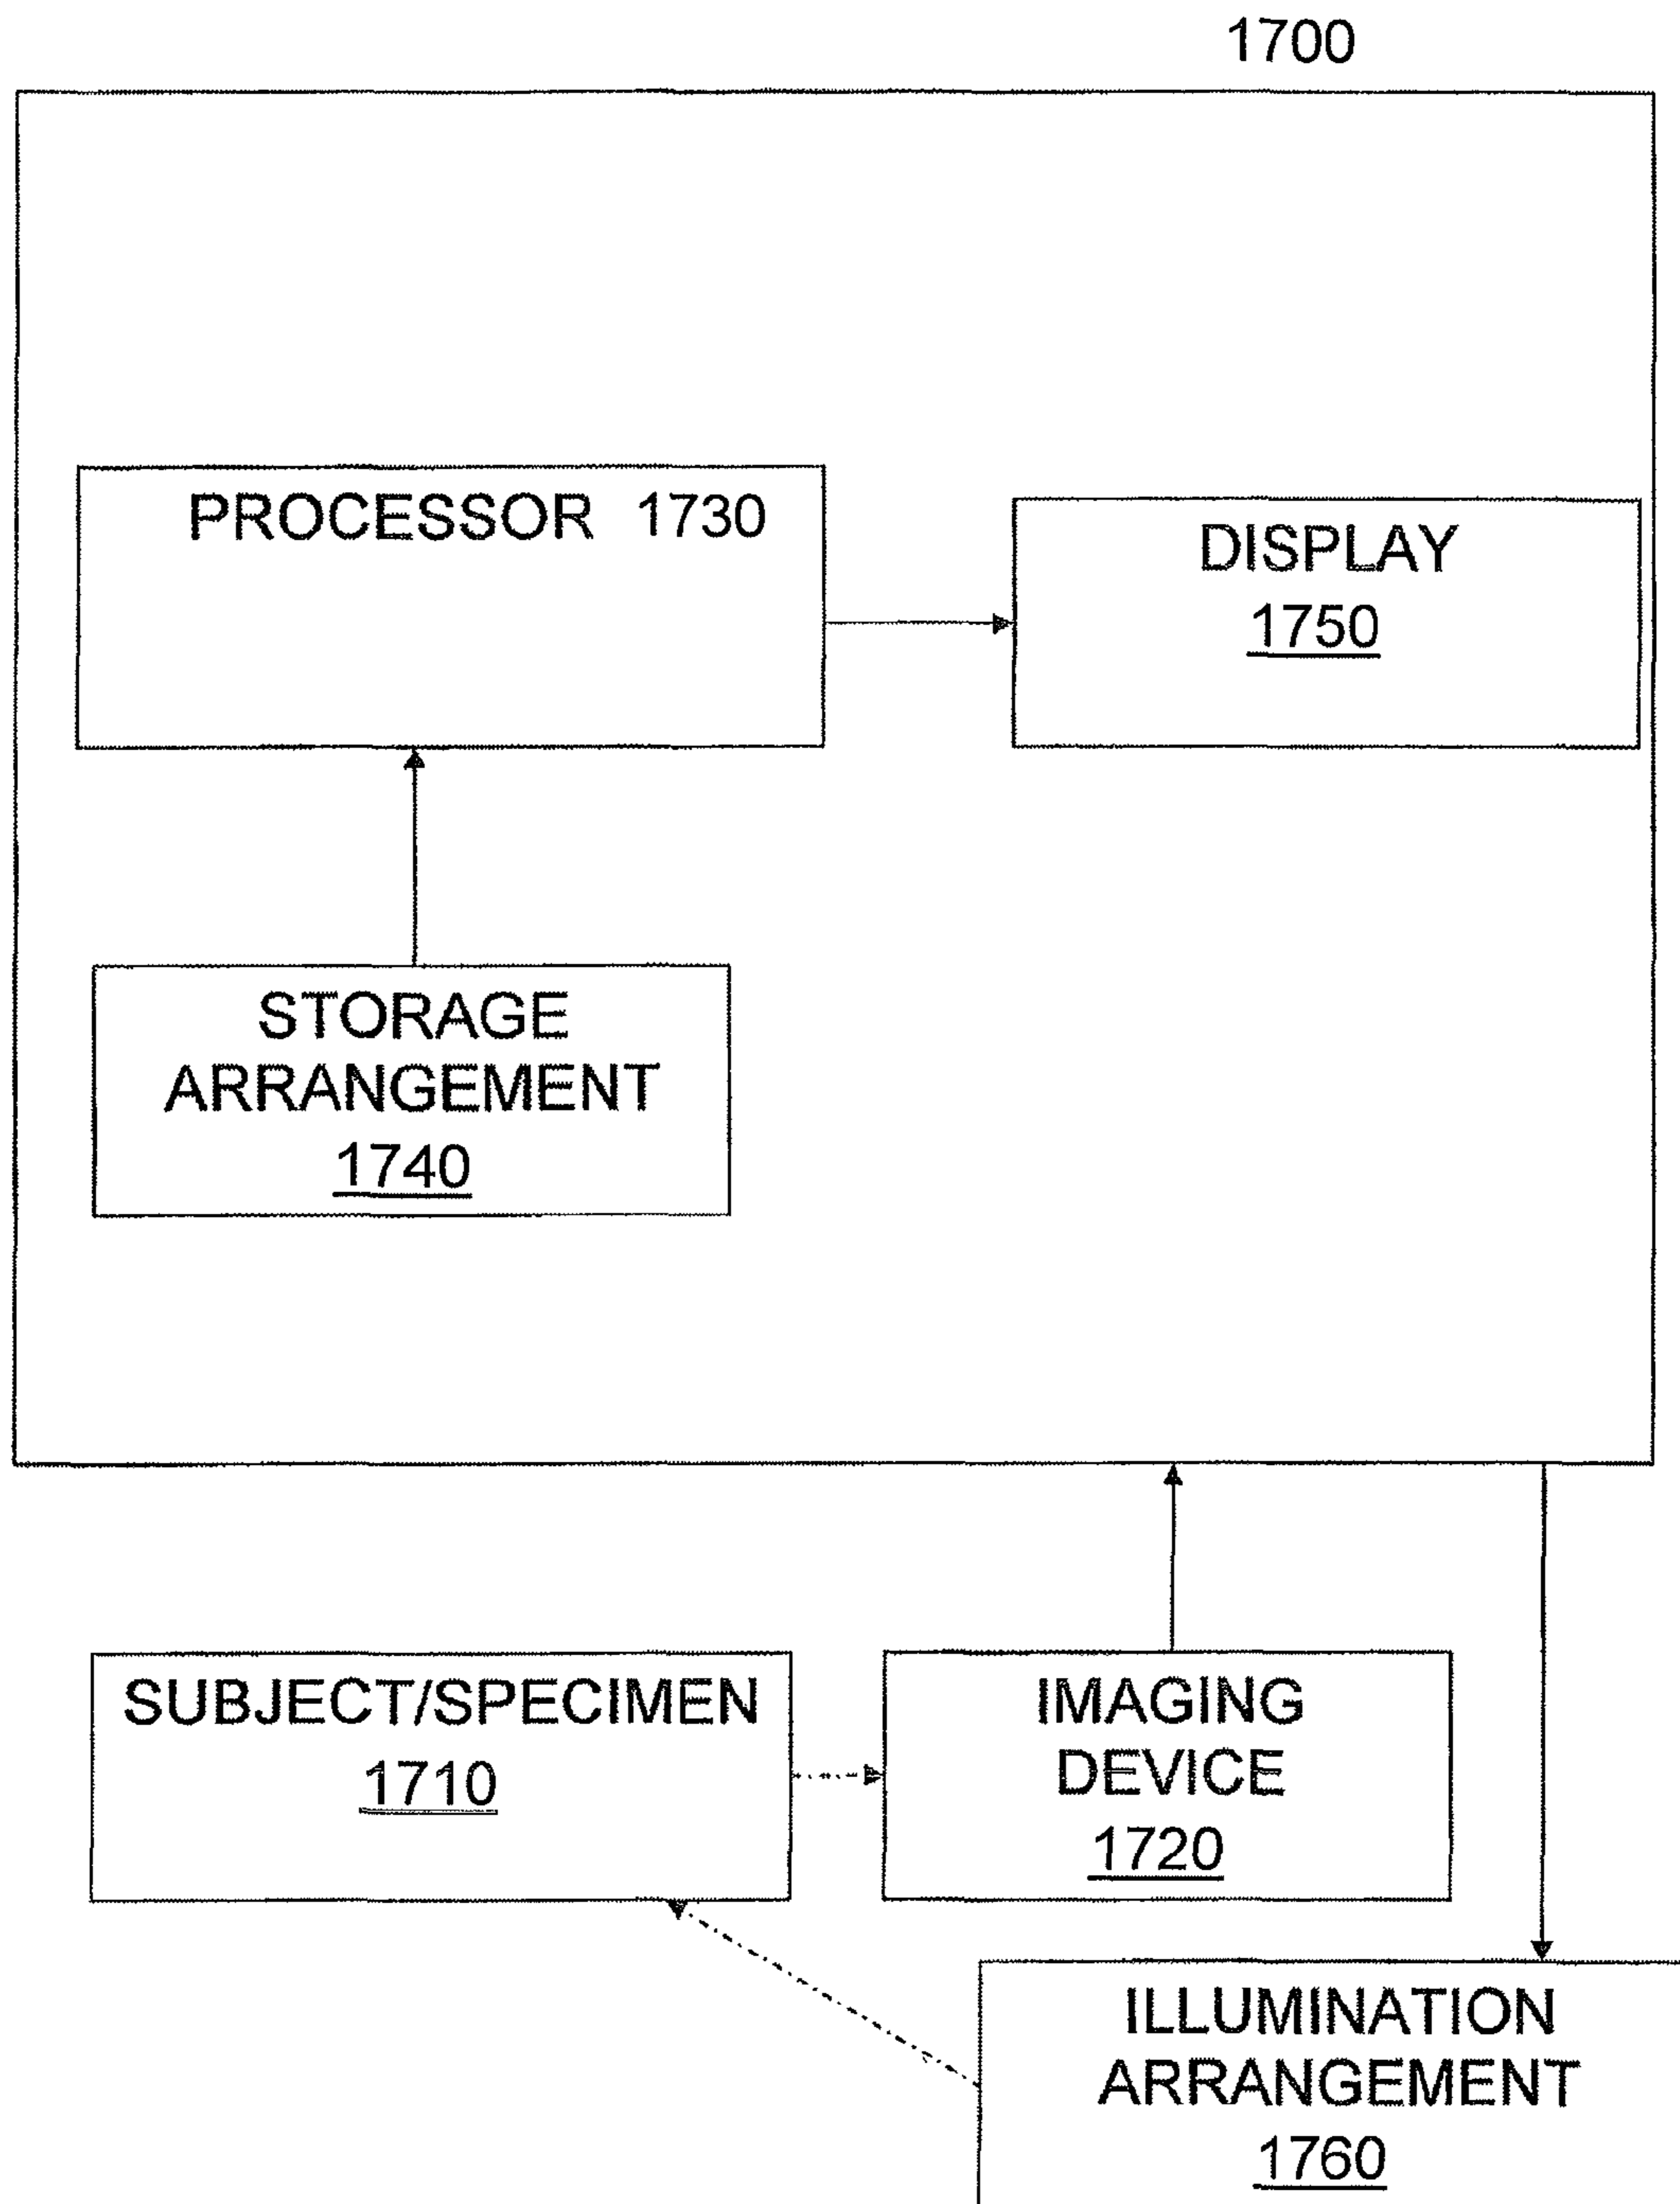 1700
PROCESSOR 1730
DISPLAY
1750
STORAGE
ARRANGEMENT
1740
SUBJECT/SPECIMEN
1710
IMAGING
DEVICE
1720
ILLUMINATION
ARRANGEMENT
1760